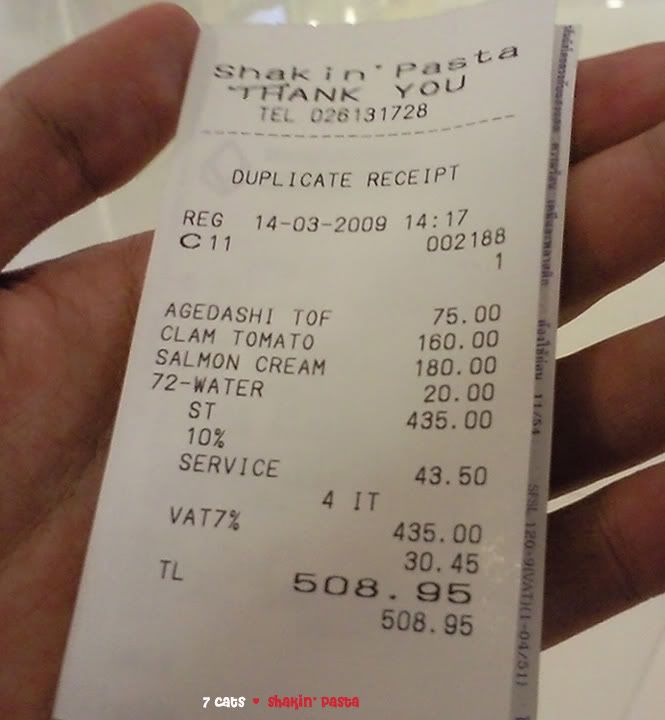 Shakin' Pasta
THANK YOU
TEL 026131728
DUPLICATE RECEIPT
REG 14-03-2009 14:17
C 11 002188
1
AGEDASHI TOF 75.00
CLAM TOMATO 160.00
SALMON CREAM 180.00
72-WATER 20.00
ST 435.00
10%
SERVICE 43.50
4 IT
VAT7% 435.00
30.45
TL 508.95
508.95
7 cats ♥ shakin' pasta